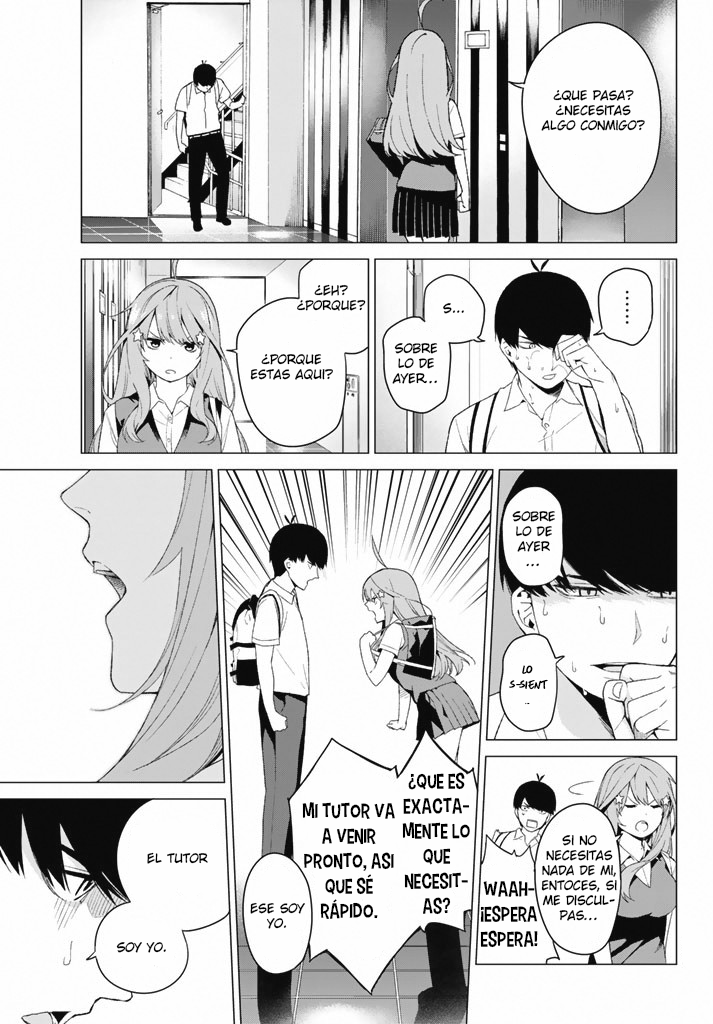 ¿QUE PASA?
¿NECESITAS
ALGO CONMIGO?
......
S...
SOBRE
LO DE
AYER...
¿EH?
¿PORQUE?
¿PORQUE
ESTAS AQUI?
SOBRE
LO DE
AYER
...
LO
S-SIENT
..
SI NO
NECESITAS
NADA DE MI,
ENTOCES, SI
ME DISCUL-
PAS...
WAAH-
¡ESPERA
ESPERA!
¿QUE ES
EXACTA-
MENTE LO
QUE
NECESIT-
AS?
MI TUTOR VA
A VENIR
PRONTO, ASI
QUE SÉ
RÁPIDO.
ESE SOY
YO.
EL TUTOR
SOY YO.